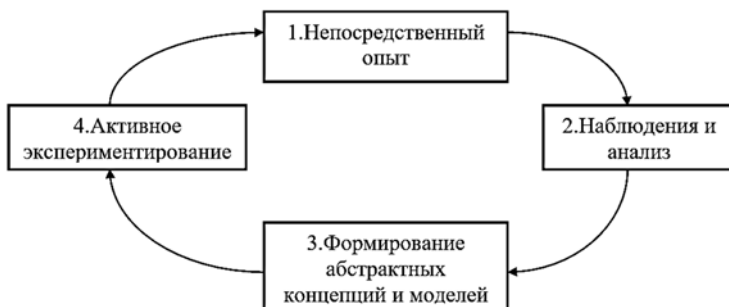 1.Непосредственный
опыт
2.Наблюдения и
анализ
3.Формирование
абстрактных
концепций и моделей
4.Активное
экспериментирование